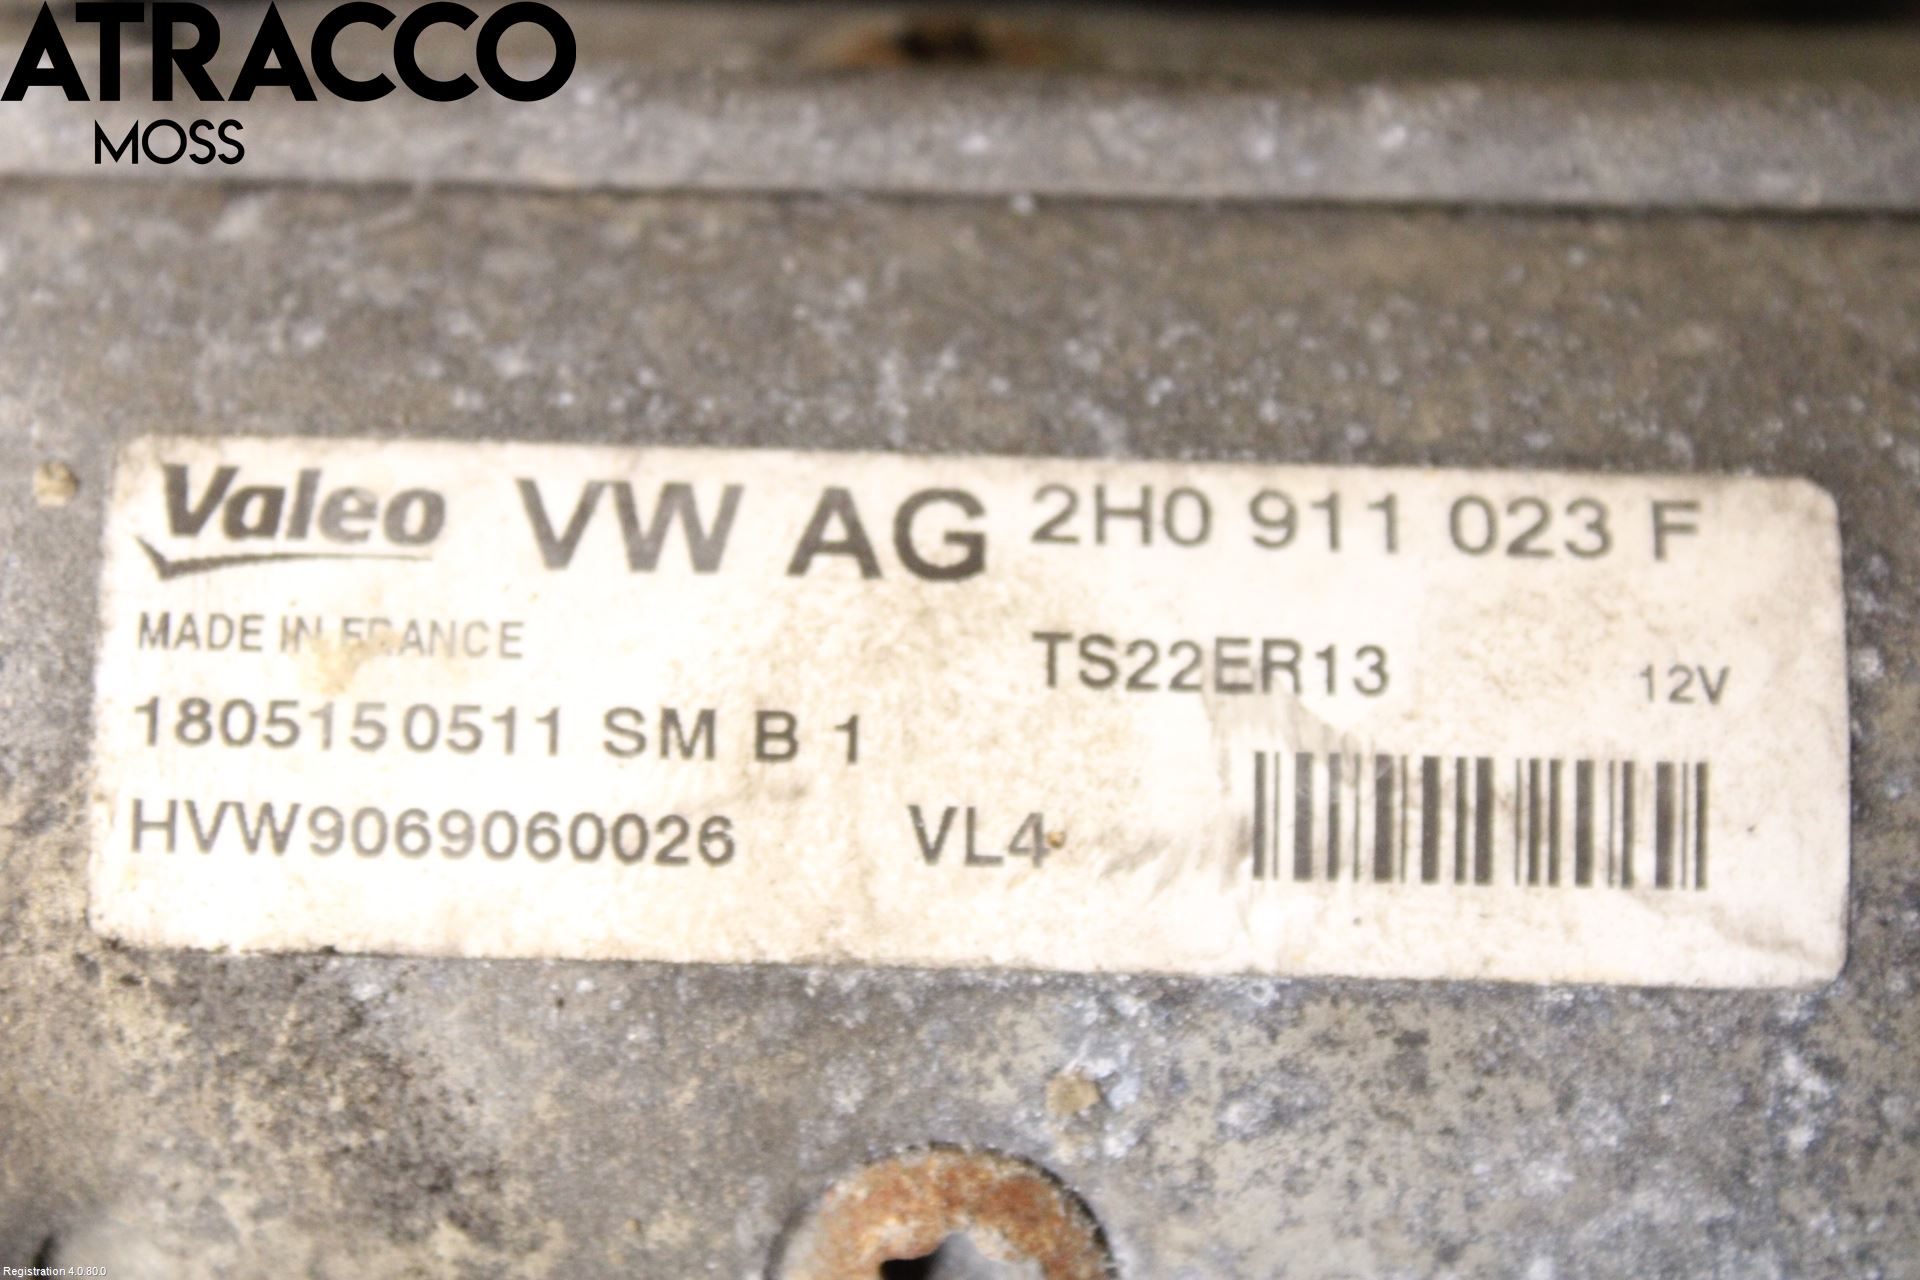 ATRACCO
MOSS
Valeo VW AG 2H0 911 023 F
MADE IN FRANCE
TS22ER13 12V
1805150511 SM B 1
HVW9069060026 VL4
Registration 4.0.80.0